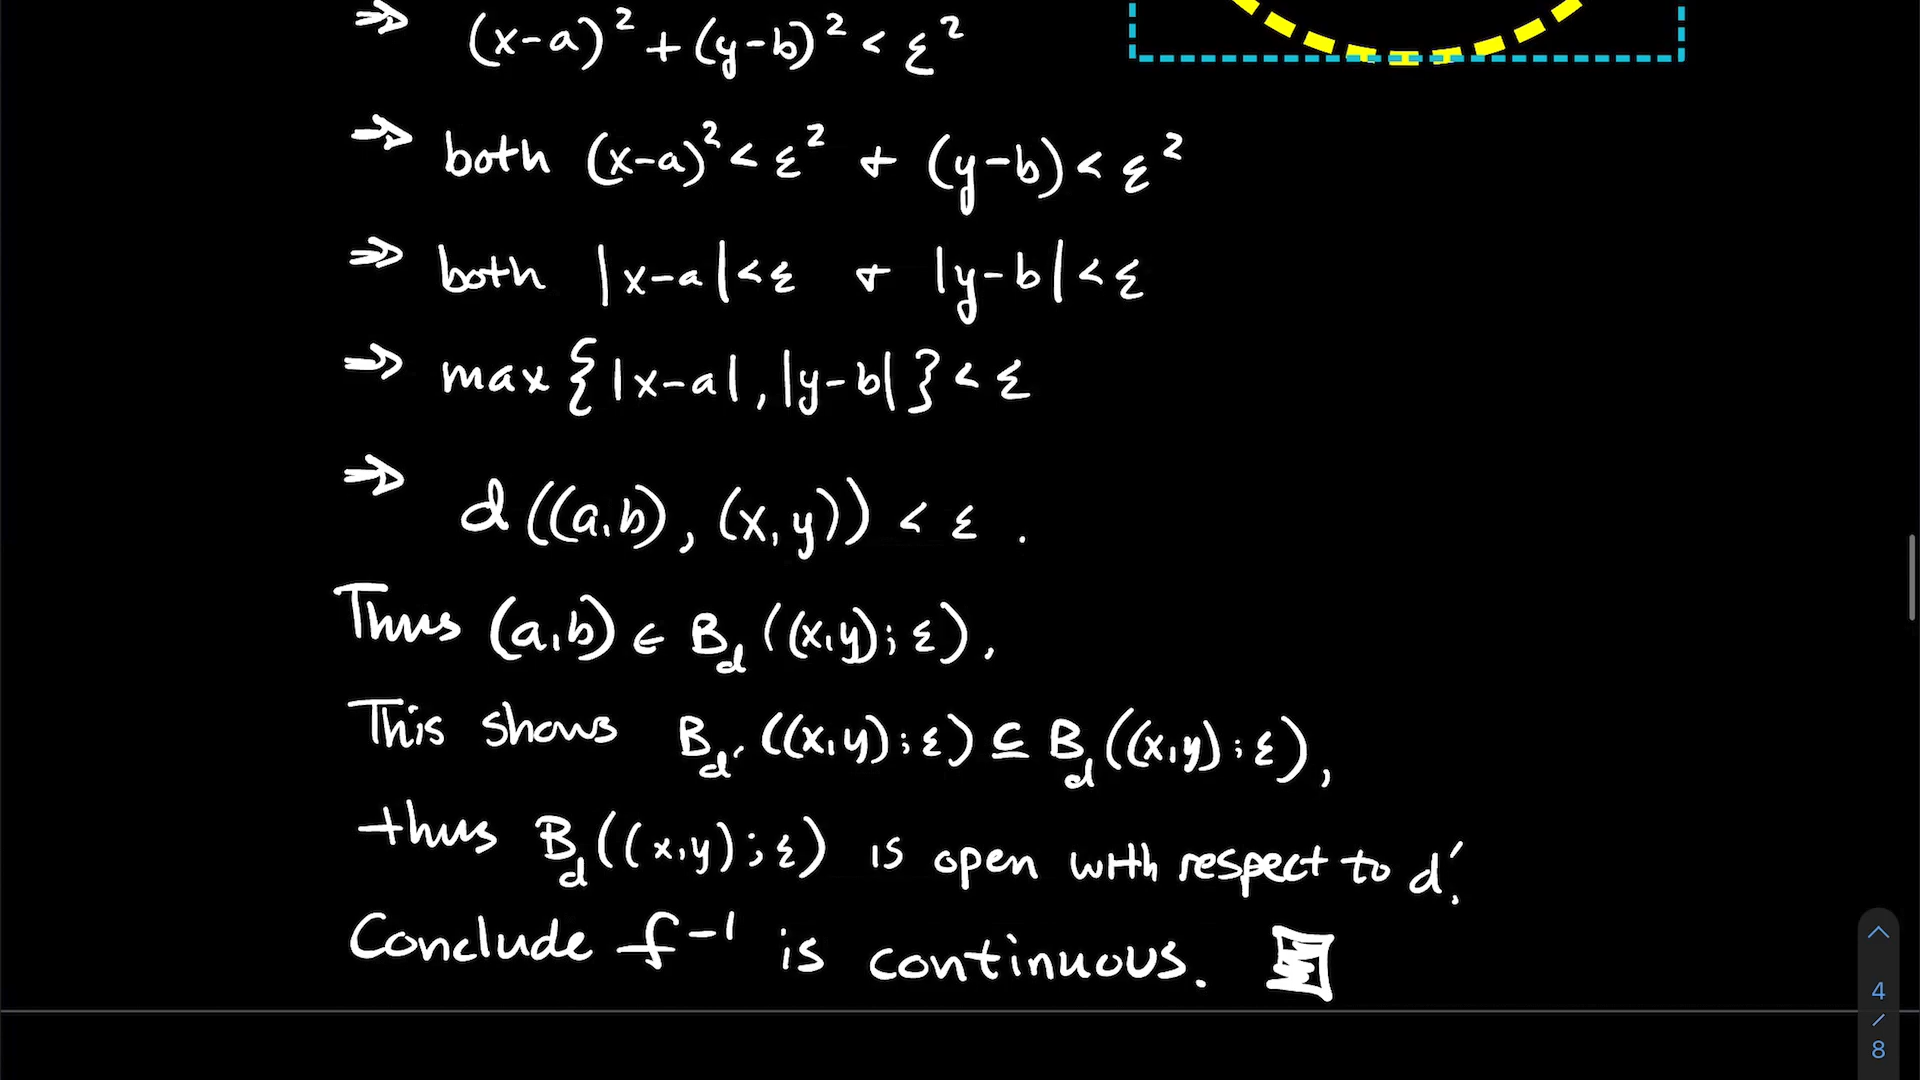 ⇒ (x-a)² + (y-b)² < ε²
⇒ both (x-a)² < ε² + (y-b) < ε²
⇒ both |x-a| < ε + |y-b| < ε
⇒ max {|x-a|, |y-b|} < ε
⇒ d((a,b), (x,y)) < ε.
Thus (a,b) ∈ B_d((x,y); ε).
This shows B_d'((x,y); ε) ⊆ B_d((x,y); ε),
thus B_d((x,y); ε) is open with respect to d'.
Conclude f⁻¹ is continuous.
4
/
8